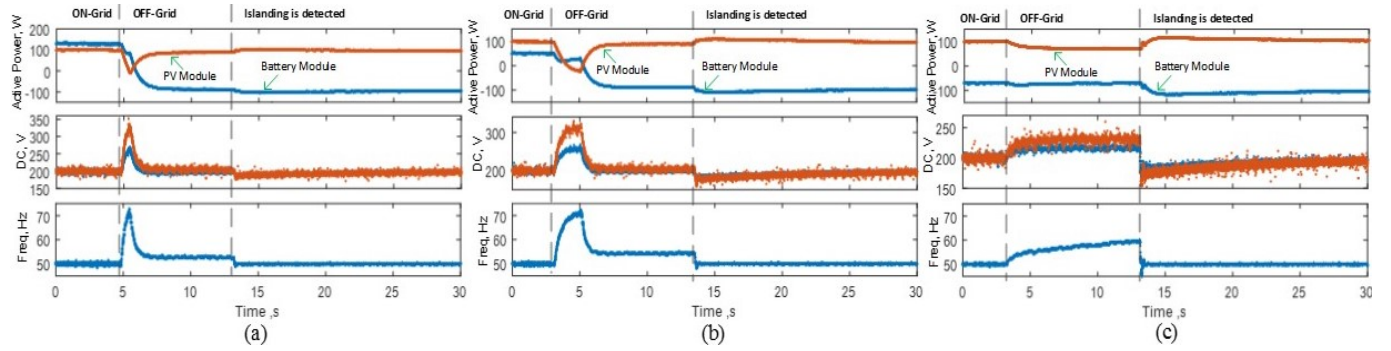 ON-Grid OFF-Grid Islanding is detected
Active Power, W
200
100
0
-100
PV Module
Battery Module
DC, V
350
300
250
200
150
Freq, Hz
70
60
50
0 5 10 15 20 25 30
Time ,s
(a)
ON-Grid OFF-Grid Islanding is detected
Active Power, W
100
0
-100
PV Module
Battery Module
DC, V
300
200
Freq, Hz
70
60
50
0 5 10 15 20 25 30
Time ,s
(b)
ON-Grid OFF-Grid Islanding is detected
Active Power, W
100
0
-100
PV Module
Battery Module
DC, V
250
200
150
Freq, Hz
70
60
50
0 5 10 15 20 25 30
Time ,s
(c)